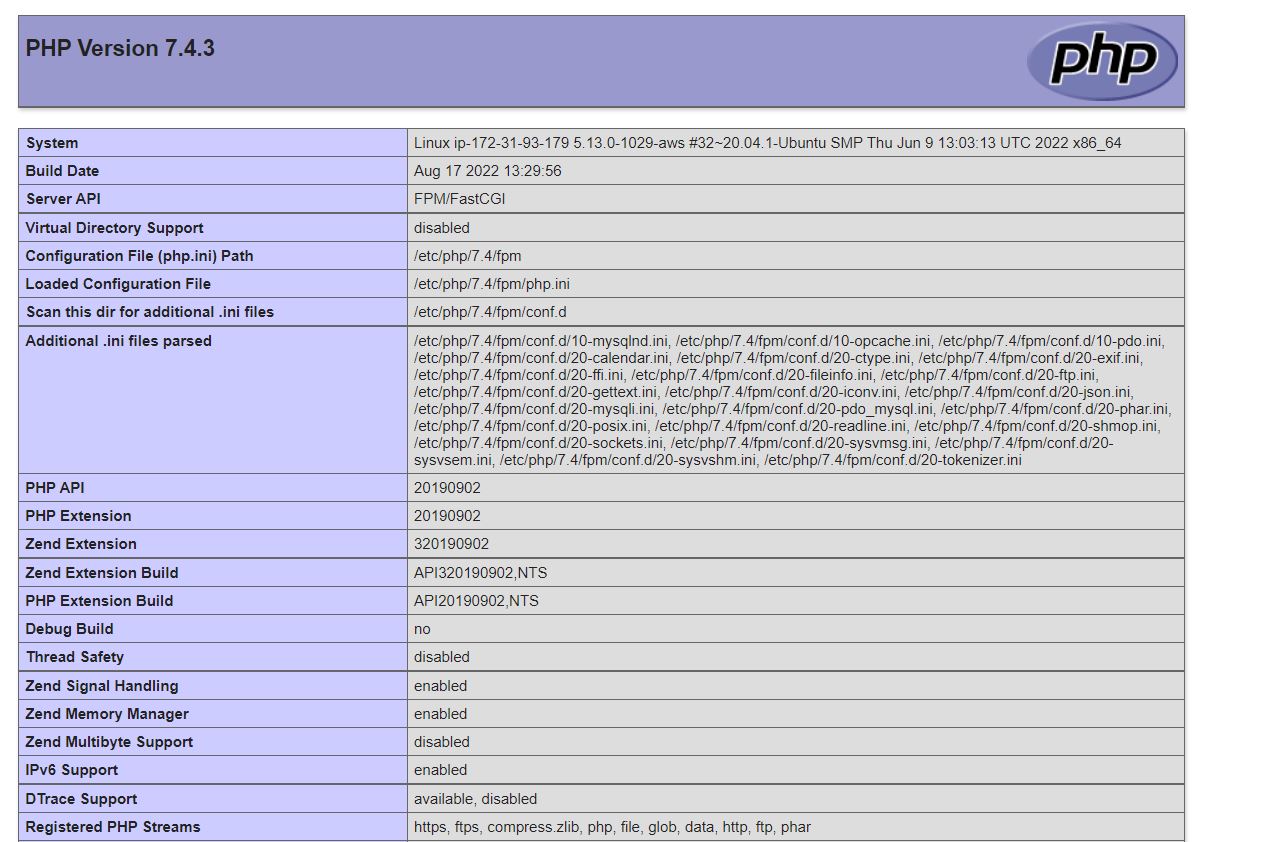 PHP Version 7.4.3
php
System Linux ip-172-31-93-179 5.13.0-1029-aws #32~20.04.1-Ubuntu SMP Thu Jun 9 13:03:13 UTC 2022 x86_64
Build Date Aug 17 2022 13:29:56
Server API FPM/FastCGI
Virtual Directory Support disabled
Configuration File (php.ini) Path /etc/php/7.4/fpm
Loaded Configuration File /etc/php/7.4/fpm/php.ini
Scan this dir for additional .ini files /etc/php/7.4/fpm/conf.d
Additional .ini files parsed /etc/php/7.4/fpm/conf.d/10-mysqlnd.ini, /etc/php/7.4/fpm/conf.d/10-opcache.ini, /etc/php/7.4/fpm/conf.d/10-pdo.ini,
/etc/php/7.4/fpm/conf.d/20-calendar.ini, /etc/php/7.4/fpm/conf.d/20-ctype.ini, /etc/php/7.4/fpm/conf.d/20-exif.ini,
/etc/php/7.4/fpm/conf.d/20-ffi.ini, /etc/php/7.4/fpm/conf.d/20-fileinfo.ini, /etc/php/7.4/fpm/conf.d/20-ftp.ini,
/etc/php/7.4/fpm/conf.d/20-gettext.ini, /etc/php/7.4/fpm/conf.d/20-iconv.ini, /etc/php/7.4/fpm/conf.d/20-json.ini,
/etc/php/7.4/fpm/conf.d/20-mysqli.ini, /etc/php/7.4/fpm/conf.d/20-pdo_mysql.ini, /etc/php/7.4/fpm/conf.d/20-phar.ini,
/etc/php/7.4/fpm/conf.d/20-posix.ini, /etc/php/7.4/fpm/conf.d/20-readline.ini, /etc/php/7.4/fpm/conf.d/20-shmop.ini,
/etc/php/7.4/fpm/conf.d/20-sockets.ini, /etc/php/7.4/fpm/conf.d/20-sysvmsg.ini, /etc/php/7.4/fpm/conf.d/20-
sysvsem.ini, /etc/php/7.4/fpm/conf.d/20-sysvshm.ini, /etc/php/7.4/fpm/conf.d/20-tokenizer.ini
PHP API 20190902
PHP Extension 20190902
Zend Extension 320190902
Zend Extension Build API320190902,NTS
PHP Extension Build API20190902,NTS
Debug Build no
Thread Safety disabled
Zend Signal Handling enabled
Zend Memory Manager enabled
Zend Multibyte Support disabled
IPv6 Support enabled
DTrace Support available, disabled
Registered PHP Streams https, ftps, compress.zlib, php, file, glob, data, http, ftp, phar